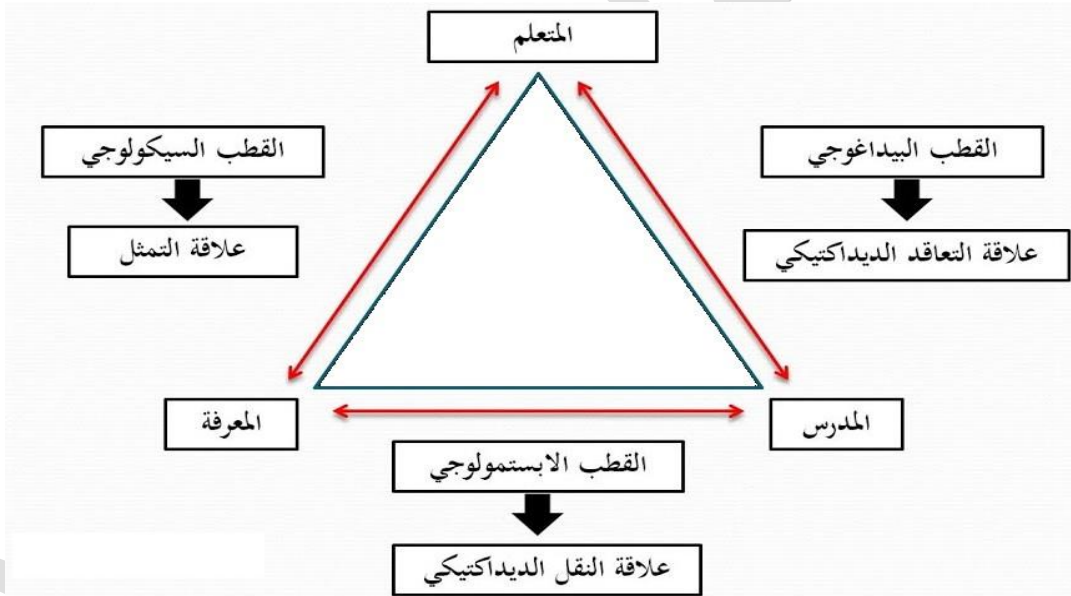 المتعلم
القطب البيداغوجي
علاقة التعاقد الديداكتيكي
القطب السيكولوجي
علاقة التمثل
المدرس
المعرفة
القطب الابستمولوجي
علاقة النقل الديداكتيكي